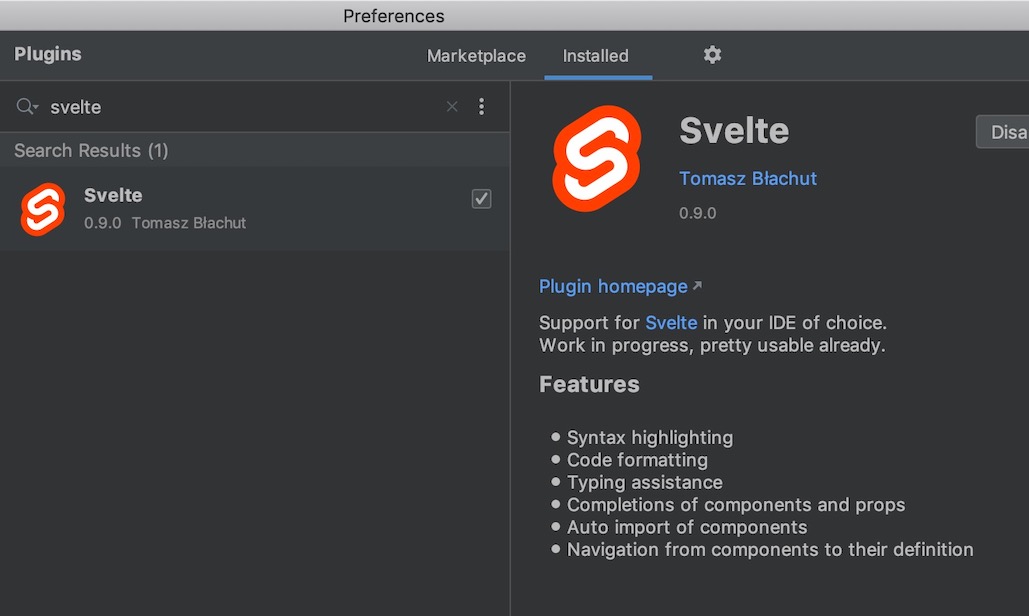 Preferences
Plugins
Marketplace
Installed
svelte
Search Results (1)
Svelte
0.9.0 Tomasz Błachut
Svelte
Disa
Tomasz Błachut
0.9.0
Plugin homepage
Support for Svelte in your IDE of choice.
Work in progress, pretty usable already.
Features
Syntax highlighting
Code formatting
Typing assistance
Completions of components and props
Auto import of components
Navigation from components to their definition